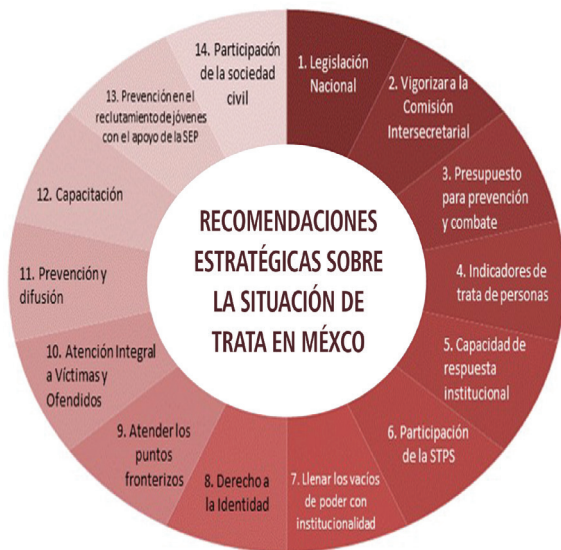 RECOMENDACIONES
ESTRATÉGICAS SOBRE
LA SITUACIÓN DE
TRATA EN MÉXCO
1. Legislación
Nacional
2. Vigorizar a la
Comisión
Intersecretarial
3. Presupuesto
para prevención
y combate
4. Indicadores de
trata de personas
5. Capacidad de
respuesta
institucional
6. Participación
de la STPS
7. Llenar los vacíos
de poder con
institucionalidad
8. Derecho a
la Identidad
9. Atender los
puntos
fronterizos
10. Atención Integral
a Víctimas y
Ofendidos
11. Prevención y
difusión
12. Capacitación
13. Prevención en el
reclutamiento de jóvenes
con el apoyo de la SEP
14. Participación
de la sociedad
civil